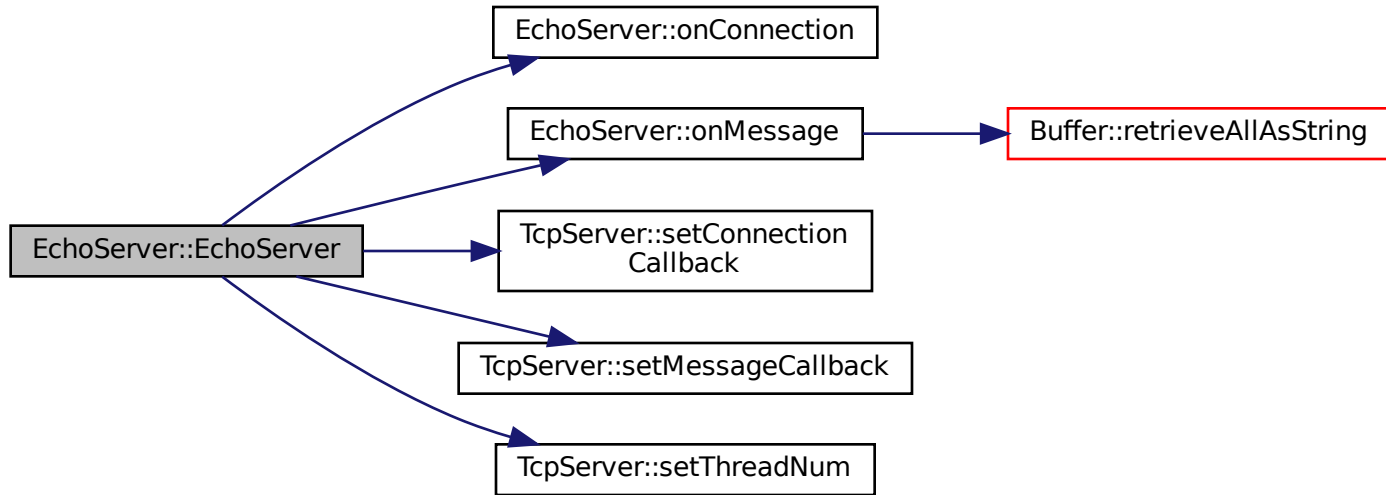 EchoServer::onConnection
EchoServer::onMessage
Buffer::retrieveAllAsString
EchoServer::EchoServer
TcpServer::setConnection
Callback
TcpServer::setMessageCallback
TcpServer::setThreadNum